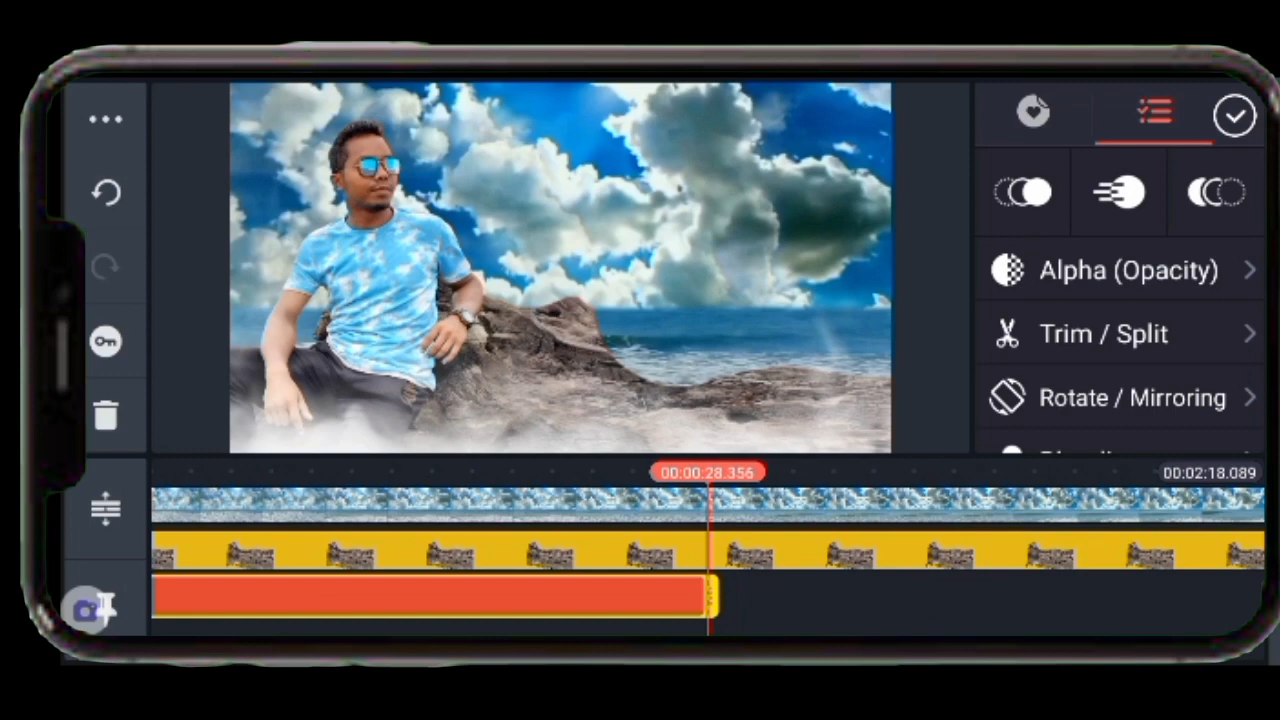 Alpha (Opacity)
Trim / Split
Rotate / Mirroring
00:00:28.356
00:02:18.089